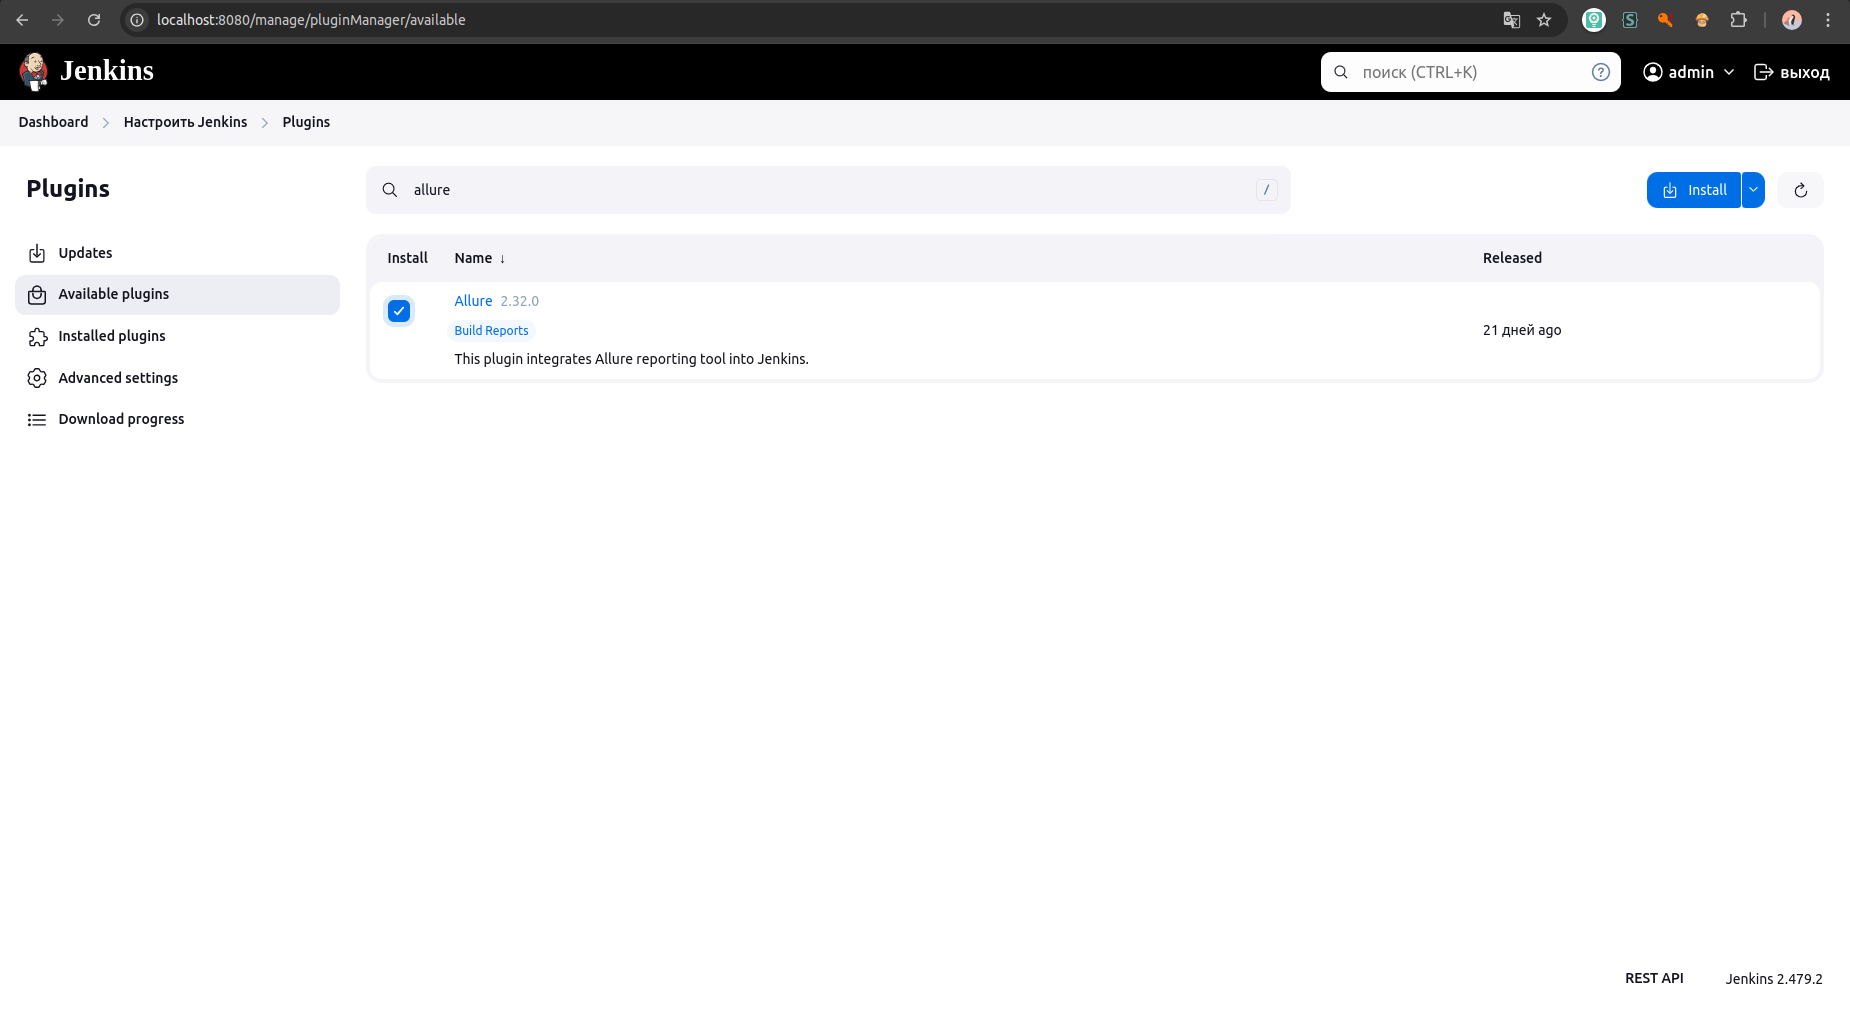 localhost:8080/manage/pluginManager/available
Jenkins
поиск (CTRL+K)
admin
выход
Dashboard
Настроить Jenkins
Plugins
Plugins
allure
/
Install
Updates
Available plugins
Installed plugins
Advanced settings
Download progress
Install
Name ↓
Released
Allure 2.32.0
Build Reports
21 дней ago
This plugin integrates Allure reporting tool into Jenkins.
REST API
Jenkins 2.479.2